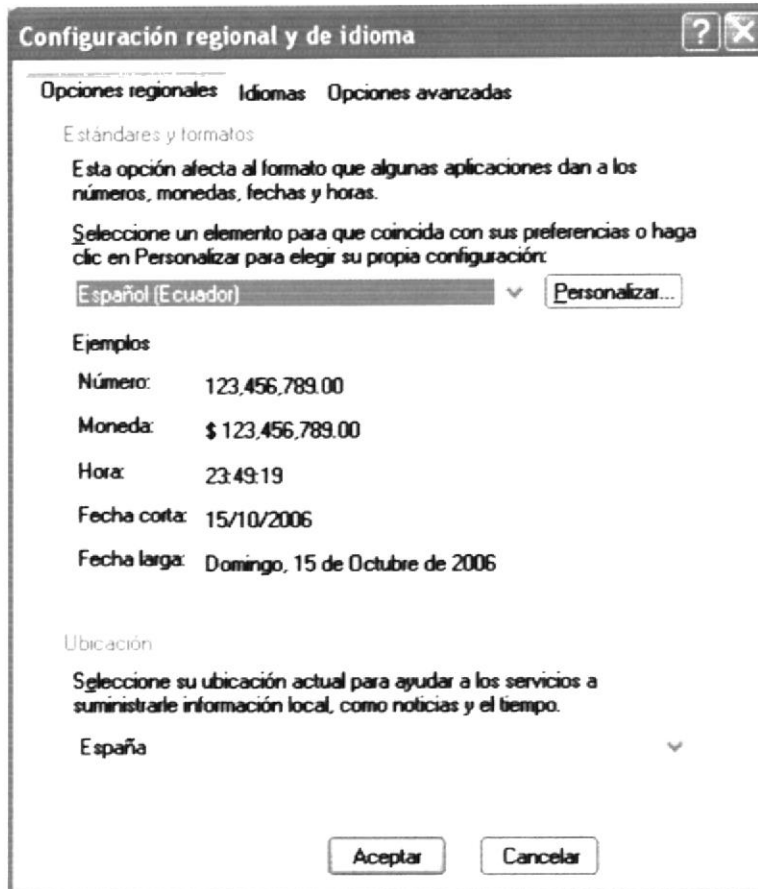 Configuración regional y de idioma
Opciones regionales Idiomas Opciones avanzadas
Estándares y formatos
Esta opción afecta al formato que algunas aplicaciones dan a los
números, monedas, fechas y horas.
Seleccione un elemento para que coincida con sus preferencias o haga
clic en Personalizar para elegir su propia configuración:
Español (Ecuador) Personalizar...
Ejemplos
Número: 123,456,789.00
Moneda: $ 123,456,789.00
Hora: 23:49:19
Fecha corta: 15/10/2006
Fecha larga: Domingo, 15 de Octubre de 2006
Ubicación
Seleccione su ubicación actual para ayudar a los servicios a
suministrarle información local, como noticias y el tiempo.
España
Aceptar Cancelar